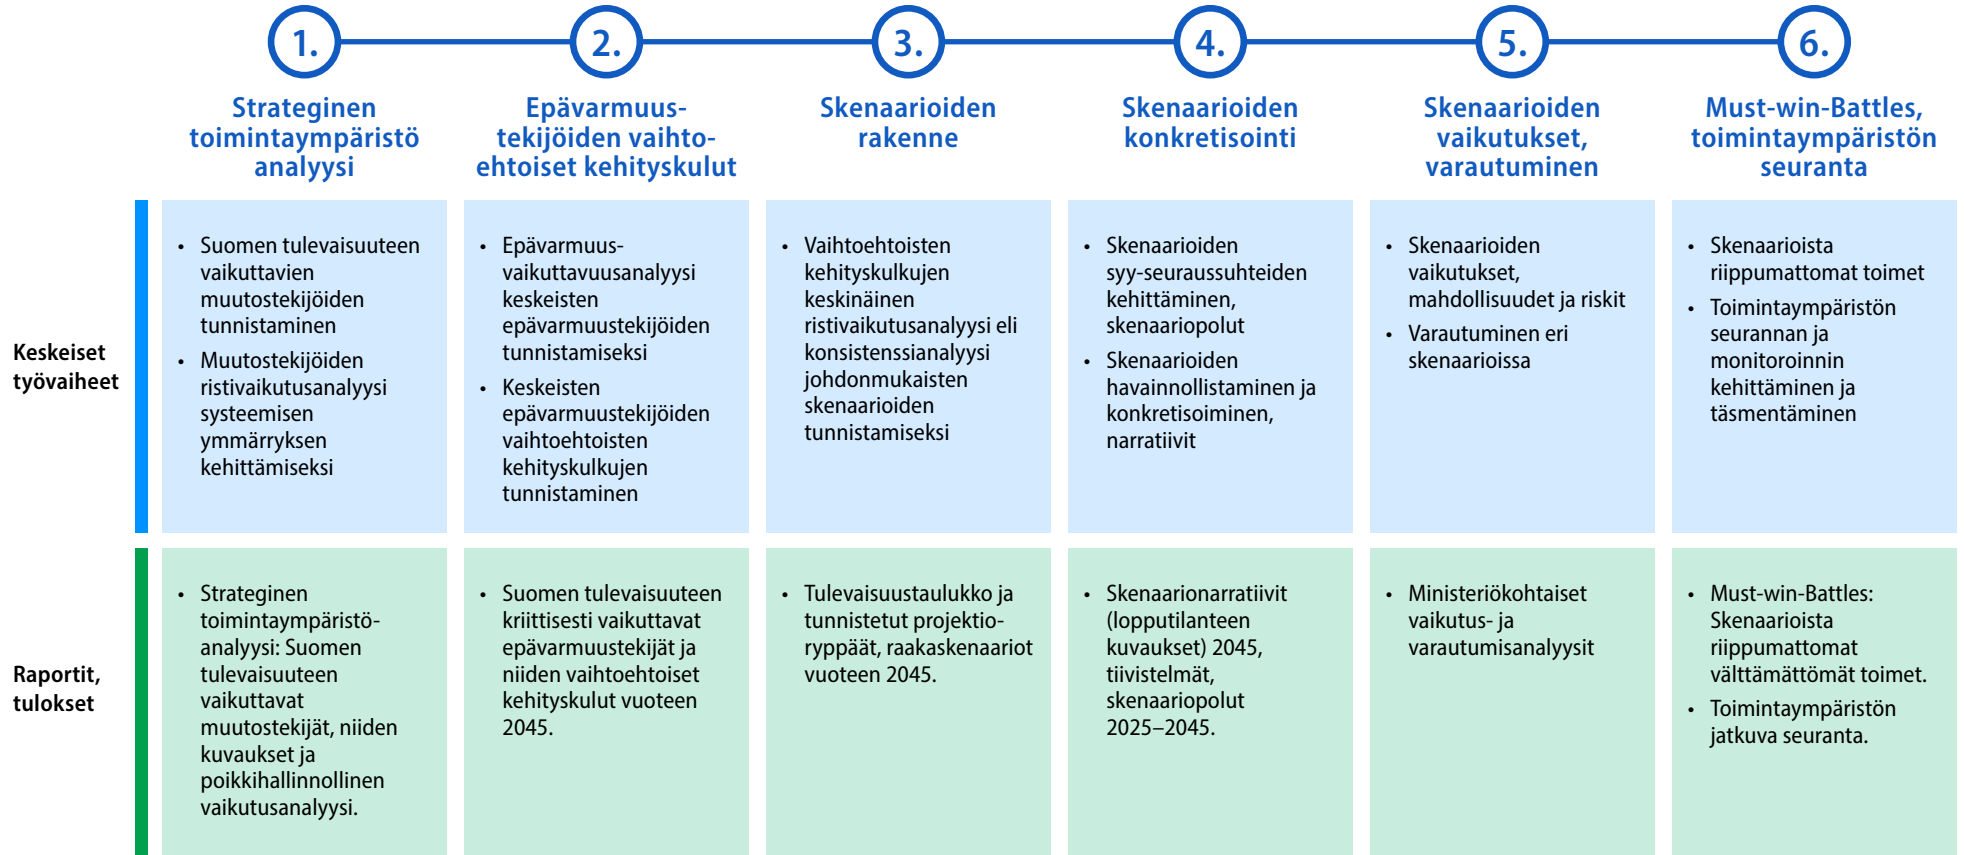 1.
2.
3.
4.
5.
6.
Strateginen
toimintaympäristö
analyysi
Epävarmuus-
tekijöiden vaihto-
ehtoiset kehityskulut
Skenaarioiden
rakenne
Skenaarioiden
konkretisointi
Skenaarioiden
vaikutukset,
varautuminen
Must-win-Battles,
toimintaympäristön
seuranta
Keskeiset
työvaiheet
• Suomen tulevaisuuteen
vaikuttavien
muutostekijöiden
tunnistaminen
• Muutostekijöiden
ristivaikutusanalyysi
systeemisen
ymmärryksen
kehittämiseksi
• Epävarmuus-
vaikuttavuusanalyysi
keskeisten
epävarmuustekijöiden
tunnistamiseksi
• Keskeisten
epävarmuustekijöiden
vaihtoehtoisten
kehityskulkujen
tunnistaminen
• Vaihtoehtoisten
kehityskulkujen
keskinäinen
ristivaikutusanalyysi eli
konsistenssianalyysi
johdonmukaisten
skenaarioiden
tunnistamiseksi
• Skenaarioiden
syy-seuraussuhteiden
kehittäminen,
skenaariopolut
• Skenaarioiden
havainnollistaminen ja
konkretisoiminen,
narratiivit
• Skenaarioiden
vaikutukset,
mahdollisuudet ja riskit
• Varautuminen eri
skenaarioissa
• Skenaarioista
riippumattomat toimet
• Toimintaympäristön
seurannan ja
monitoroinnin
kehittäminen ja
täsmentäminen
Raportit,
tulokset
• Strateginen
toimintaympäristö-
analyysi: Suomen
tulevaisuuteen
vaikuttavat
muutostekijät, niiden
kuvaukset ja
poikkihallinnollinen
vaikutusanalyysi.
• Suomen tulevaisuuteen
kriittisesti vaikuttavat
epävarmuustekijät ja
niiden vaihtoehtoiset
kehityskulut vuoteen
2045.
• Tulevaisuustaulukko ja
tunnistetut projektio-
ryppäät, raakaskenaariot
vuoteen 2045.
• Skenaarionarratiivit
(lopputilanteen
kuvaukset) 2045,
tiivistelmät,
skenaariopolut
2025–2045.
• Ministeriökohtaiset
vaikutus- ja
varautumisanalyysit
• Must-win-Battles:
Skenaarioista
riippumattomat
välttämättömät toimet.
• Toimintaympäristön
jatkuva seuranta.